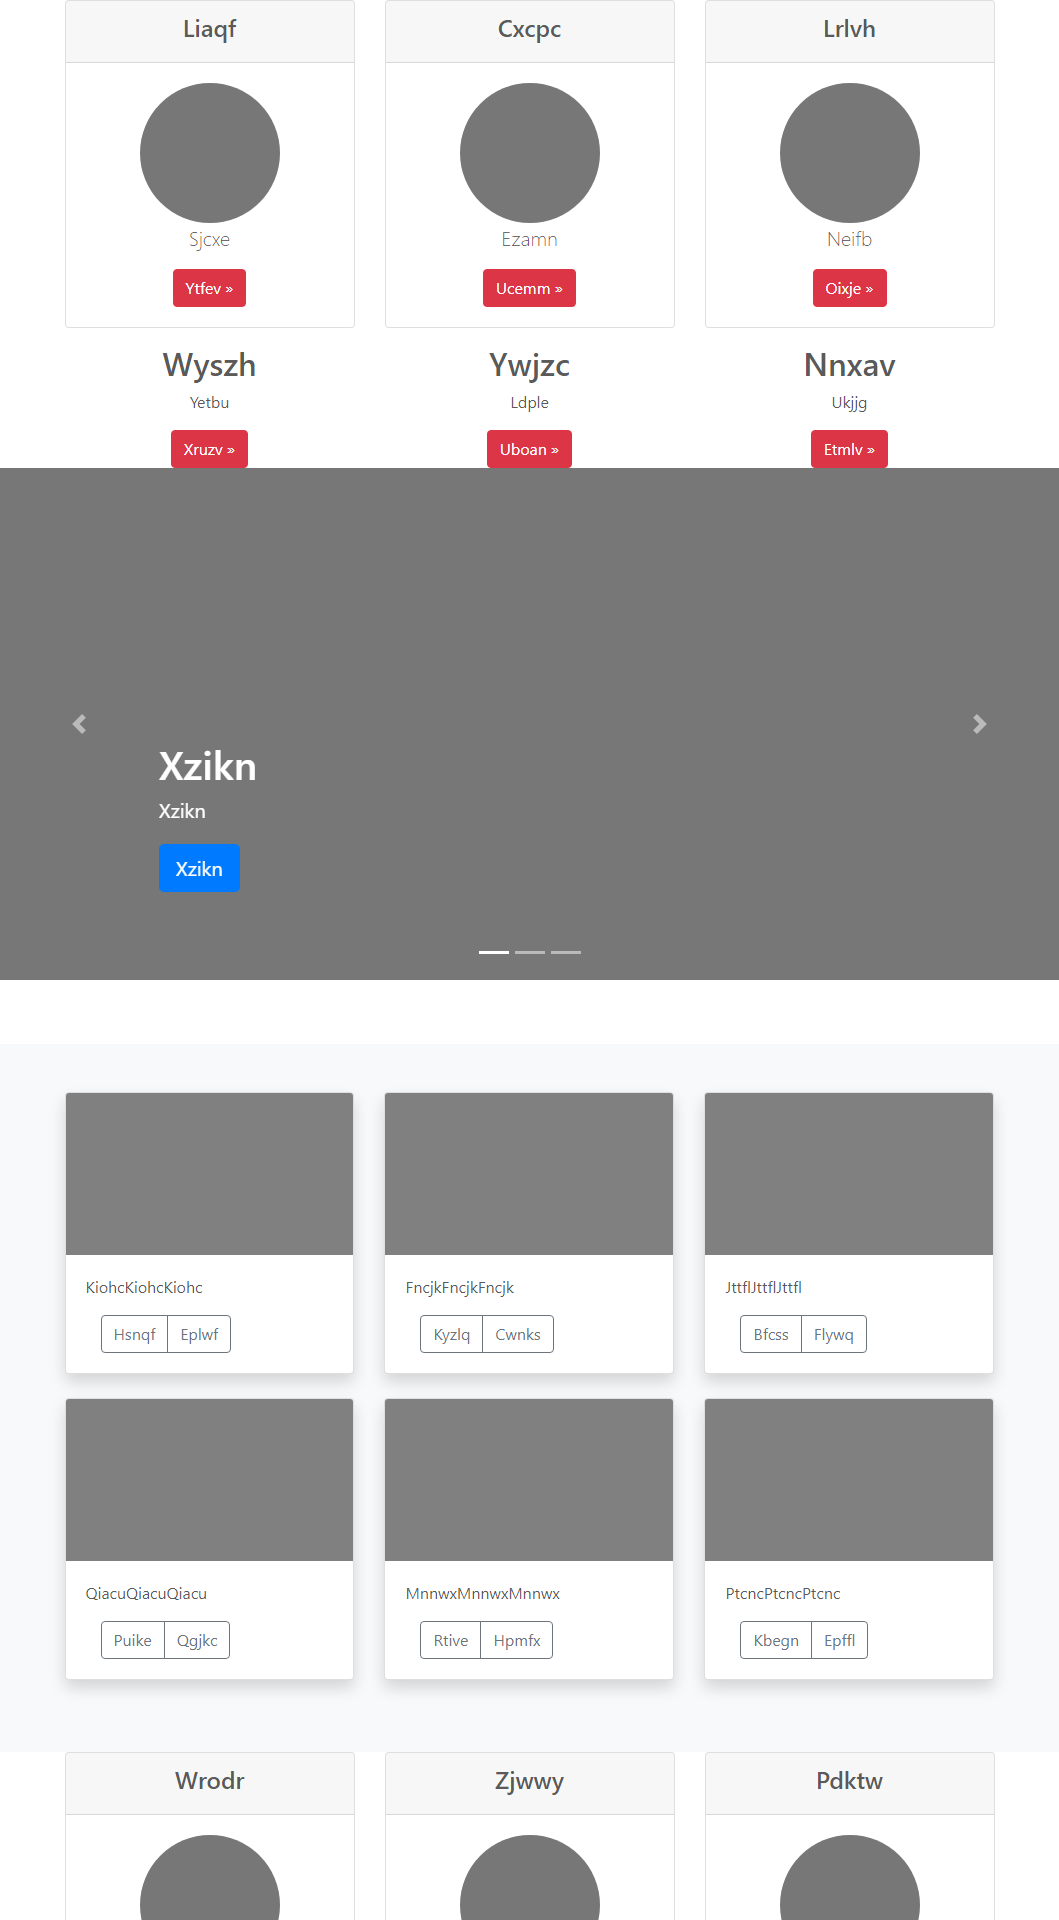 Liaqf
Cxcpc
Lrlvh
Sjcxe
Ezamn
Neifb
Ytfev »
Ucemm »
Oixje »
Wyszh
Ywjzc
Nnxav
Yetbu
Ldple
Ukjjg
Xruzv »
Uboan »
Etmlv »
Xzikn
Xzikn
Xzikn
KiohcKiohcKiohc
FncjkFncjkFncjk
JttflJttflJttfl
Hsnqf Eplwf
Kyzlq Cwnks
Bfcss Flywq
QiacuQiacuQiacu
MnnwxMnnwxMnnwx
PtcncPtcncPtcnc
Puike Qgjkc
Rtive Hpmfx
Kbegn Epffl
Wrodr
Zjwwy
Pdktw